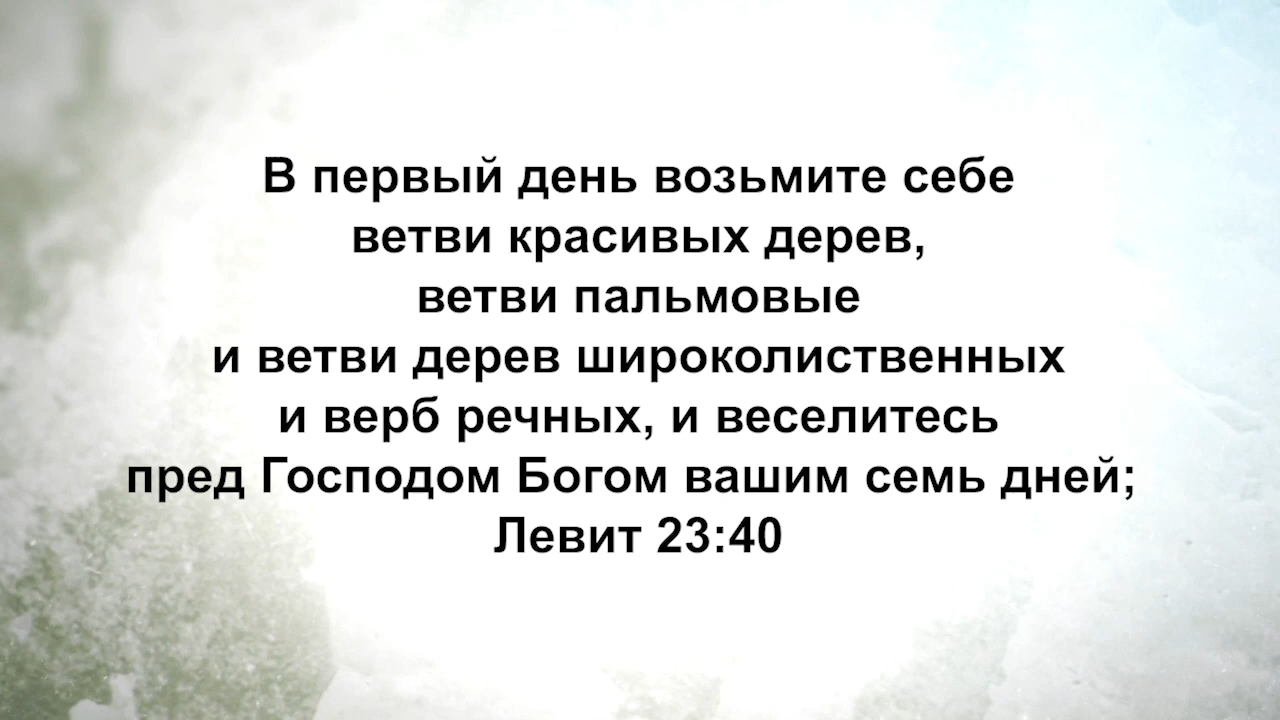 В первый день возьмите себе
ветви красивых дерев,
ветви пальмовые
и ветви дерев широколиственных
и верб речных, и веселитесь
пред Господом Богом вашим семь дней;
Левит 23:40